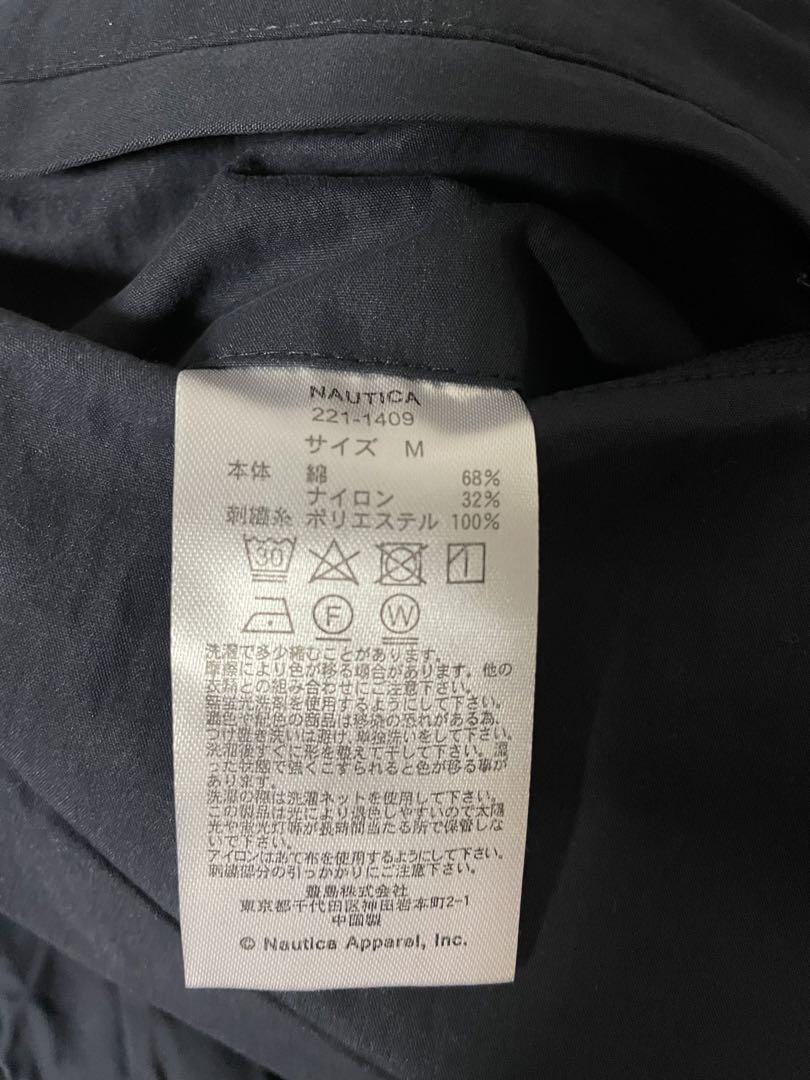 NAUTICA
221-1409
サイズ M
本体 綿 68%
ナイロン 32%
刺繍糸 ポリエステル 100%
30
F W
洗濯で多少縮むことがあります。
摩擦により色が移る場合があります。他の
衣類との組み合わせにご注意下さい。
無蛍光洗剤を使用するようにして下さい。
濃色や配色の商品は移染の恐れがある為、
つけ置き洗いは避け、単独洗いをして下さい。
洗濯後すぐに形を整えて干して下さい。湿
った状態で強くこすられると色が移る事が
あります。
洗濯の際は洗濯ネットを使用して下さい。
この製品は光により退色しやすいので太陽
光や蛍光灯等が長時間当たる所で保管しな
いで下さい。
アイロンはあて布を使用するようにして下さい。
刺繍部分の引っかかりにご注意下さい。
豊島株式会社
東京都千代田区神田岩本町2-1
中国製
© Nautica Apparel, Inc.